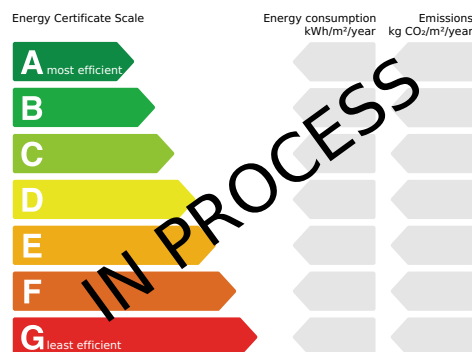 Energy Certificate Scale
Energy consumption
kWh/m²/year
Emissions
kg CO₂/m²/year
A most efficient
B
C
D
E
F
G least efficient
IN PROCESS